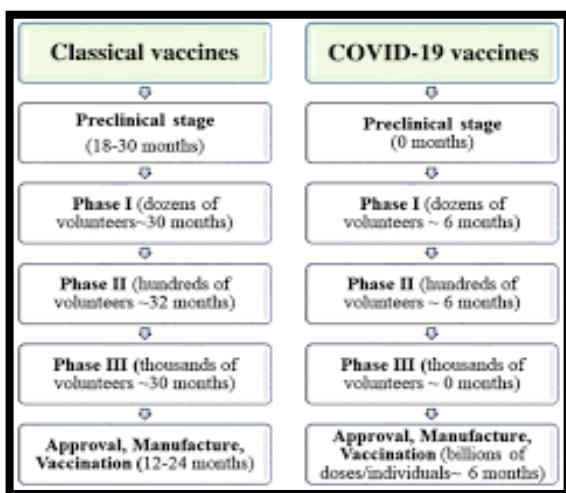 Classical vaccines
Preclinical stage
(18-30 months)
Phase I (dozens of
volunteers~30 months)
Phase II (hundreds of
volunteers ~32 months)
Phase III (thousands of
volunteers ~30 months)
Approval, Manufacture,
Vaccination (12-24 months)
COVID-19 vaccines
Preclinical stage
(0 months)
Phase I (dozens of
volunteers ~ 6 months)
Phase II (hundreds of
volunteers ~ 6 months)
Phase III (thousands of
volunteers ~ 0 months)
Approval, Manufacture,
Vaccination (billions of
doses/individuals~ 6 months)